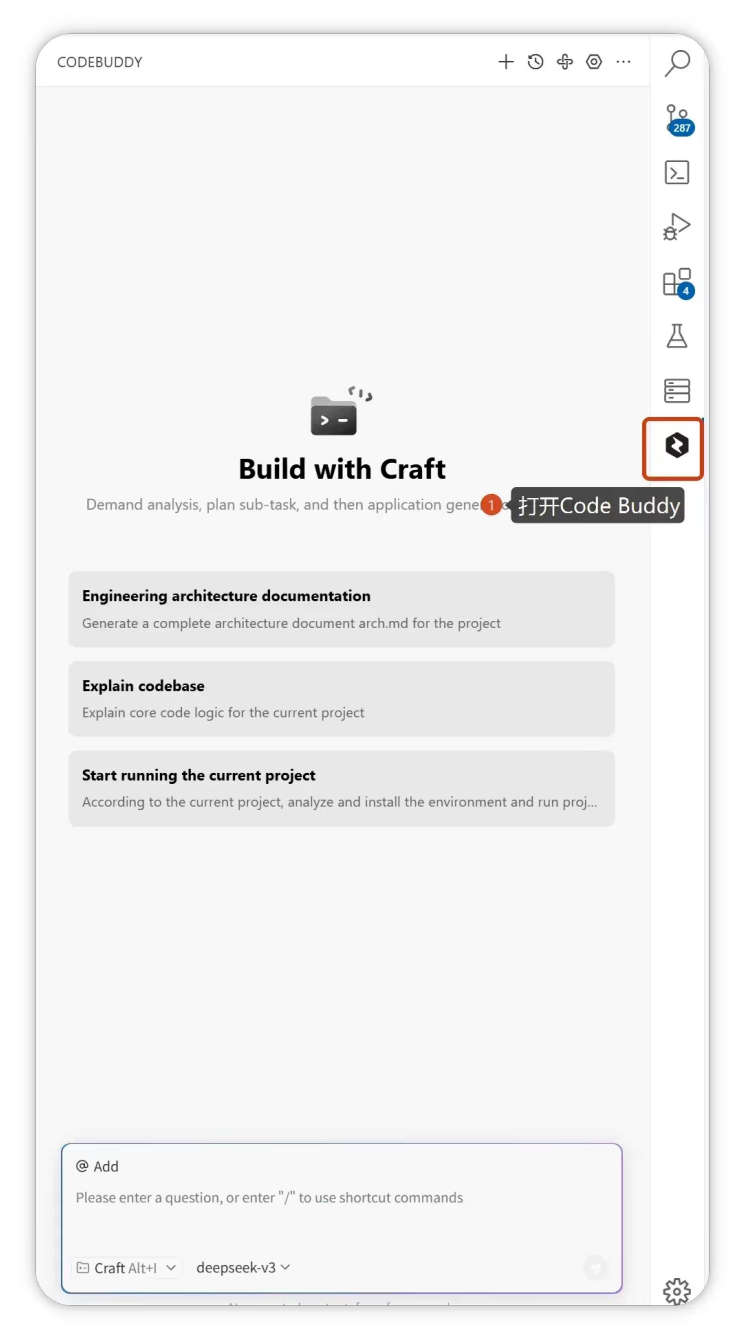 CODEBUDDY
287
4
Build with Craft
Demand analysis, plan sub-task, and then application gene
1 打开Code Buddy
Engineering architecture documentation
Generate a complete architecture document arch.md for the project
Explain codebase
Explain core code logic for the current project
Start running the current project
According to the current project, analyze and install the environment and run proj...
@ Add
Please enter a question, or enter "/" to use shortcut commands
Craft Alt+I
deepseek-v3